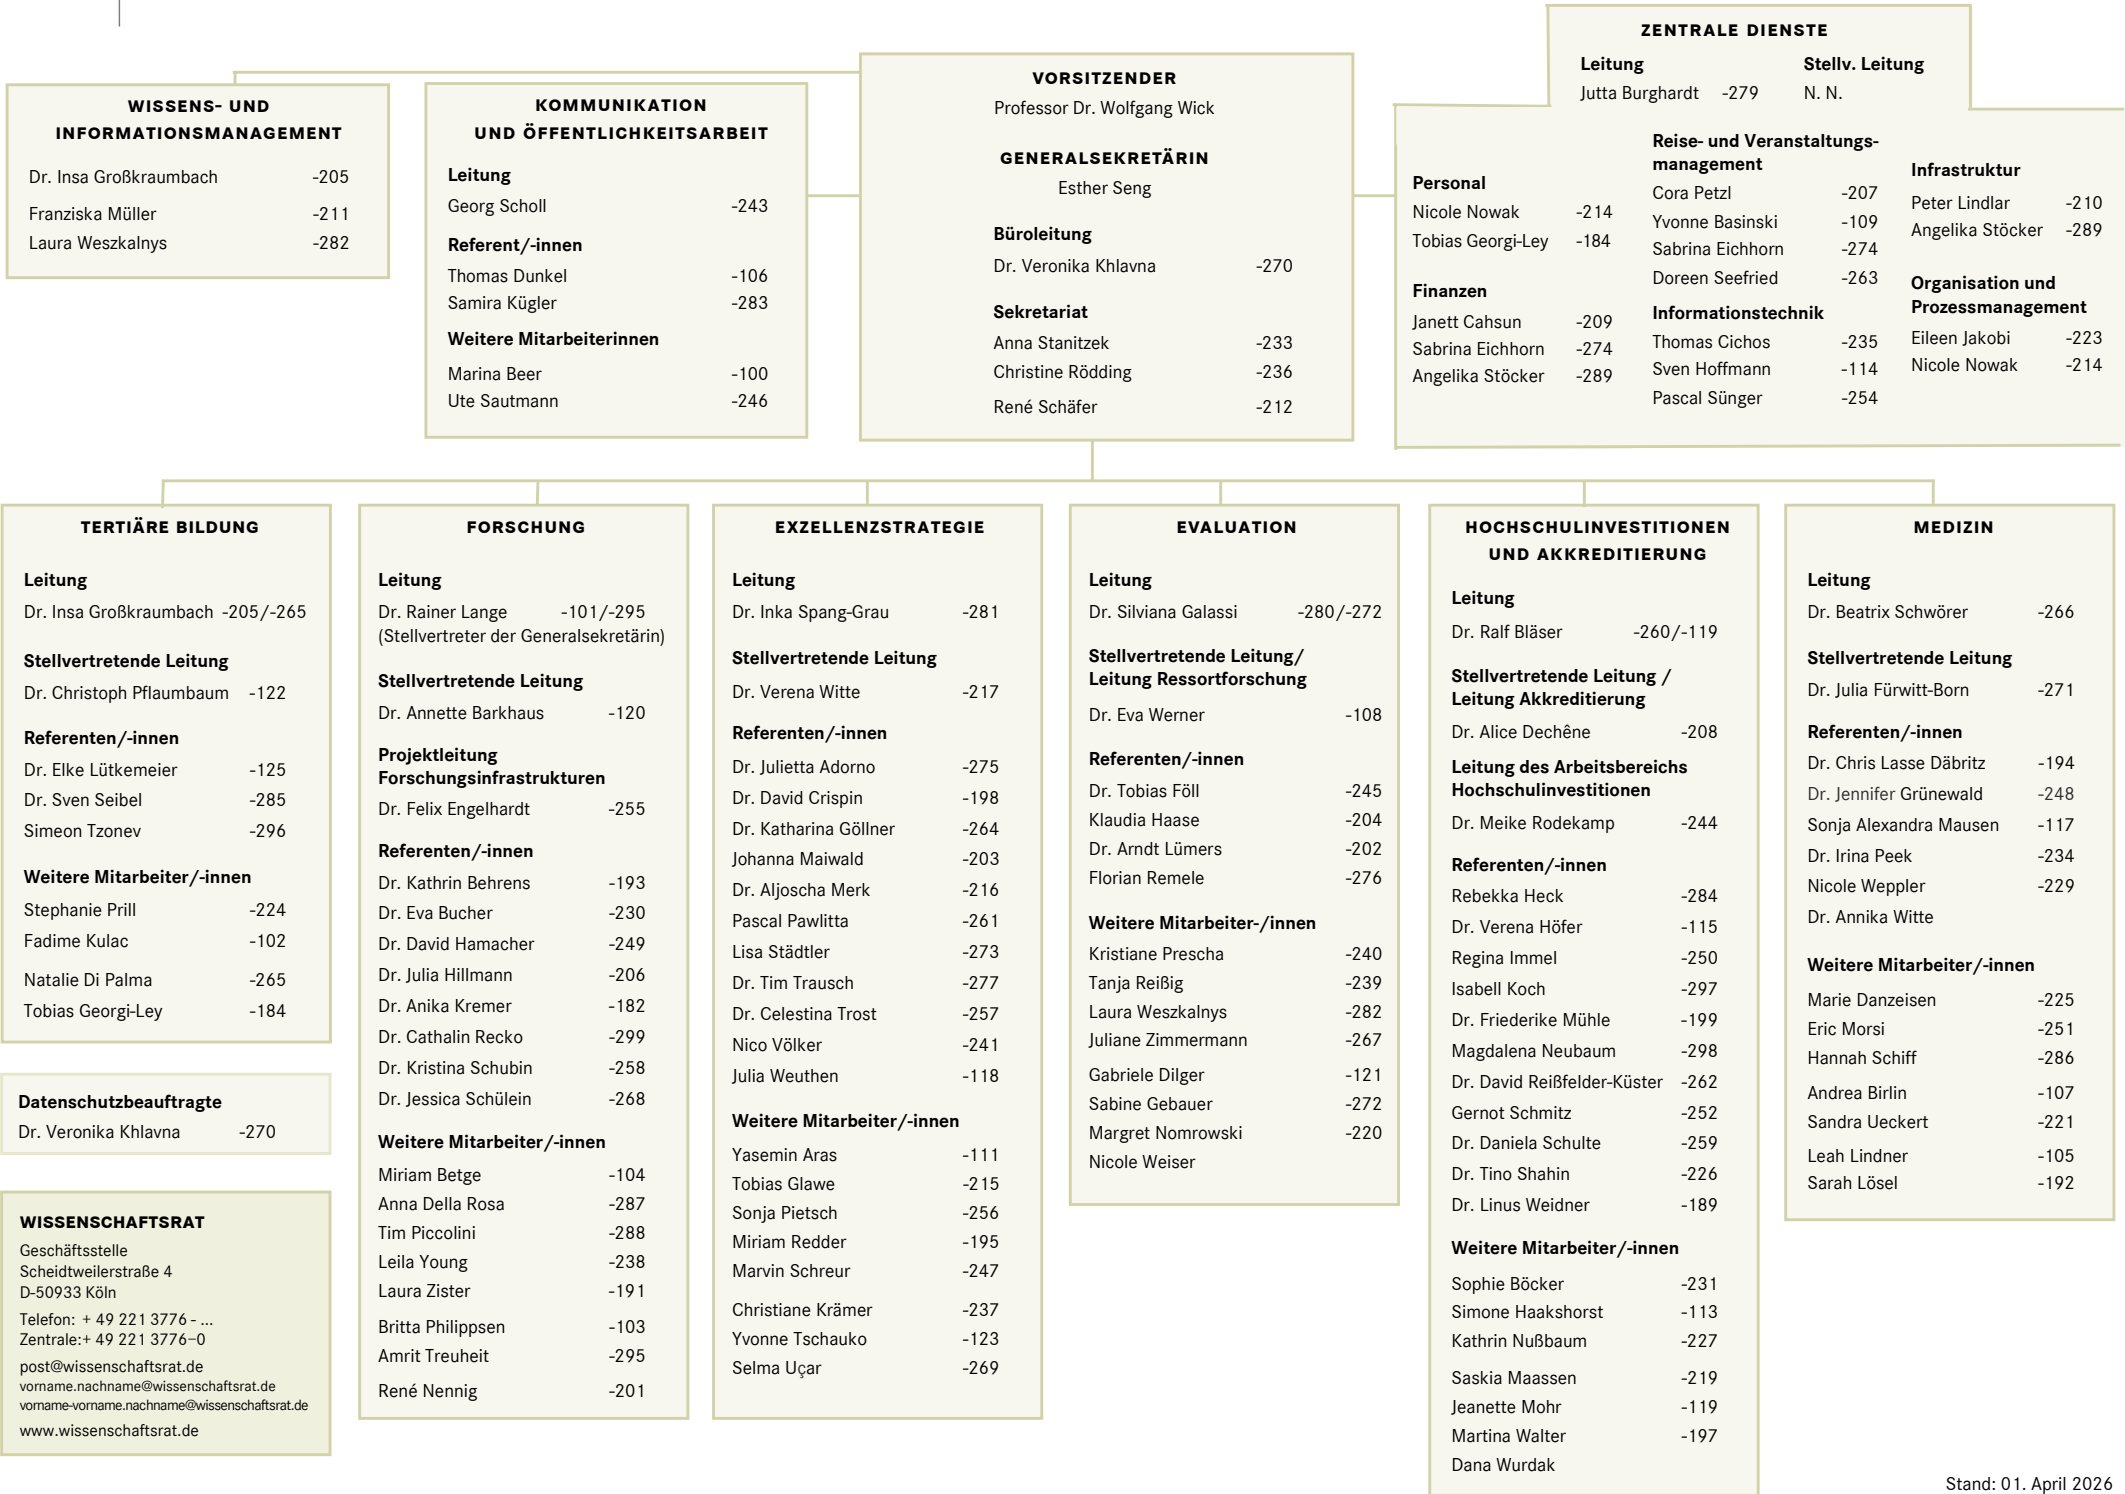 WISSENS- UND
INFORMATIONSMANAGEMENT
Dr. Insa Großkraumbach -205
Franziska Müller -211
Laura Weszkalnys -282
KOMMUNIKATION
UND ÖFFENTLICHKEITSARBEIT
Leitung
Georg Scholl -243
Referent/-innen
Thomas Dunkel -106
Samira Kügler -283
Weitere Mitarbeiterinnen
Marina Beer -100
Ute Sautmann -246
VORSITZENDER
Professor Dr. Wolfgang Wick
GENERALSEKRETÄRIN
Esther Seng
Büroleitung
Dr. Veronika Khlavna -270
Sekretariat
Anna Stanitzek -233
Christine Rödding -236
René Schäfer -212
ZENTRALE DIENSTE
Leitung Stellv. Leitung
Jutta Burghardt -279 N. N.
Personal
Nicole Nowak -214
Tobias Georgi-Ley -184
Finanzen
Janett Cahsun -209
Sabrina Eichhorn -274
Angelika Stöcker -289
Reise- und Veranstaltungs-
management
Cora Petzl -207
Yvonne Basinski -109
Sabrina Eichhorn -274
Doreen Seefried -263
Informationstechnik
Thomas Cichos -235
Sven Hoffmann -114
Pascal Sünger -254
Infrastruktur
Peter Lindlar -210
Angelika Stöcker -289
Organisation und
Prozessmanagement
Eileen Jakobi -223
Nicole Nowak -214
TERTIÄRE BILDUNG
Leitung
Dr. Insa Großkraumbach -205/-265
Stellvertretende Leitung
Dr. Christoph Pflaumbaum -122
Referenten/-innen
Dr. Elke Lütkemeier -125
Dr. Sven Seibel -285
Simeon Tzonev -296
Weitere Mitarbeiter/-innen
Stephanie Prill -224
Fadime Kulac -102
Natalie Di Palma -265
Tobias Georgi-Ley -184
Datenschutzbeauftragte
Dr. Veronika Khlavna -270
WISSENSCHAFTSRAT
Geschäftsstelle
Scheidtweilerstraße 4
D-50933 Köln
Telefon: + 49 221 3776 - ...
Zentrale:+ 49 221 3776–0
post@wissenschaftsrat.de
vorname.nachname@wissenschaftsrat.de
vorname-vorname.nachname@wissenschaftsrat.de
www.wissenschaftsrat.de
FORSCHUNG
Leitung
Dr. Rainer Lange -101/-295
(Stellvertreter der Generalsekretärin)
Stellvertretende Leitung
Dr. Annette Barkhaus -120
Projektleitung
Forschungsinfrastrukturen
Dr. Felix Engelhardt -255
Referenten/-innen
Dr. Kathrin Behrens -193
Dr. Eva Bucher -230
Dr. David Hamacher -249
Dr. Julia Hillmann -206
Dr. Anika Kremer -182
Dr. Cathalin Recko -299
Dr. Kristina Schubin -258
Dr. Jessica Schülein -268
Weitere Mitarbeiter/-innen
Miriam Betge -104
Anna Della Rosa -287
Tim Piccolini -288
Leila Young -238
Laura Zister -191
Britta Philippsen -103
Amrit Treuheit -295
René Nennig -201
EXZELLENZSTRATEGIE
Leitung
Dr. Inka Spang-Grau -281
Stellvertretende Leitung
Dr. Verena Witte -217
Referenten/-innen
Dr. Julietta Adorno -275
Dr. David Crispin -198
Dr. Katharina Göllner -264
Johanna Maiwald -203
Dr. Aljoscha Merk -216
Pascal Pawlitta -261
Lisa Städtler -273
Dr. Tim Trausch -277
Dr. Celestina Trost -257
Nico Völker -241
Julia Weuthen -118
Weitere Mitarbeiter/-innen
Yasemin Aras -111
Tobias Glawe -215
Sonja Pietsch -256
Miriam Redder -195
Marvin Schreur -247
Christiane Krämer -237
Yvonne Tschauko -123
Selma Uçar -269
EVALUATION
Leitung
Dr. Silviana Galassi -280/-272
Stellvertretende Leitung/
Leitung Ressortforschung
Dr. Eva Werner -108
Referenten/-innen
Dr. Tobias Föll -245
Klaudia Haase -204
Dr. Arndt Lümers -202
Florian Remele -276
Weitere Mitarbeiter-/innen
Kristiane Prescha -240
Tanja Reißig -239
Laura Weszkalnys -282
Juliane Zimmermann -267
Gabriele Dilger -121
Sabine Gebauer -272
Margret Nomrowski -220
Nicole Weiser
HOCHSCHULINVESTITIONEN
UND AKKREDITIERUNG
Leitung
Dr. Ralf Bläser -260/-119
Stellvertretende Leitung /
Leitung Akkreditierung
Dr. Alice Dechêne -208
Leitung des Arbeitsbereichs
Hochschulinvestitionen
Dr. Meike Rodekamp -244
Referenten/-innen
Rebekka Heck -284
Dr. Verena Höfer -115
Regina Immel -250
Isabell Koch -297
Dr. Friederike Mühle -199
Magdalena Neubaum -298
Dr. David Reißfelder-Küster -262
Gernot Schmitz -252
Dr. Daniela Schulte -259
Dr. Tino Shahin -226
Dr. Linus Weidner -189
Weitere Mitarbeiter/-innen
Sophie Böcker -231
Simone Haakshorst -113
Kathrin Nußbaum -227
Saskia Maassen -219
Jeanette Mohr -119
Martina Walter -197
Dana Wurdak
MEDIZIN
Leitung
Dr. Beatrix Schwörer -266
Stellvertretende Leitung
Dr. Julia Fürwitt-Born -271
Referenten/-innen
Dr. Chris Lasse Däbritz -194
Dr. Jennifer Grünewald -248
Sonja Alexandra Mausen -117
Dr. Irina Peek -234
Nicole Weppler -229
Dr. Annika Witte
Weitere Mitarbeiter/-innen
Marie Danzeisen -225
Eric Morsi -251
Hannah Schiff -286
Andrea Birlin -107
Sandra Ueckert -221
Leah Lindner -105
Sarah Lösel -192
Stand: 01. April 2026